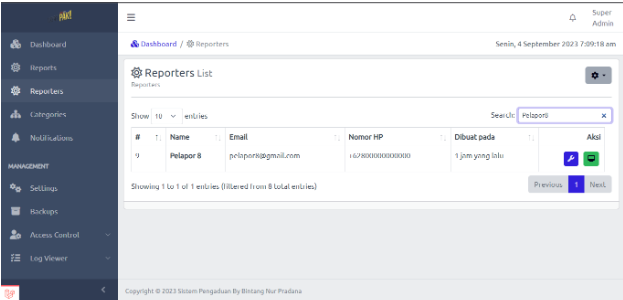 PAK!
Super
Admin
Dashboard
Dashboard / Reporters
Senin, 4 September 2023 7:09:18 am
Reports
Reporters
Reporters List
Reporters
Categories
Notifications
Show 10 entries
Search: Pelapor8 ×
# Name Email Nomor HP Dibuat pada Aksi
9 Pelapor 8 pelapor8@gmail.com +62800000000000 1 jam yang lalu
MANAGEMENT
Settings
Showing 1 to 1 of 1 entries (filtered from 8 total entries)
Previous 1 Next
Backups
Access Control
Log Viewer
Copyright © 2023 Sistem Pengaduan By Bintang Nur Pradana